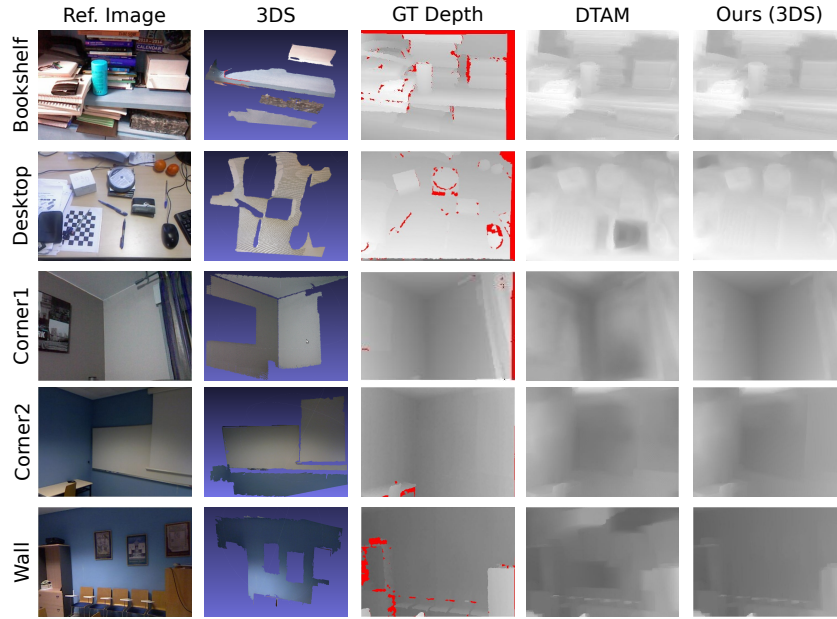 Ref. Image 3DS GT Depth DTAM Ours (3DS)
Bookshelf
CALENDAR
Desktop
Corner1
Corner2
Wall